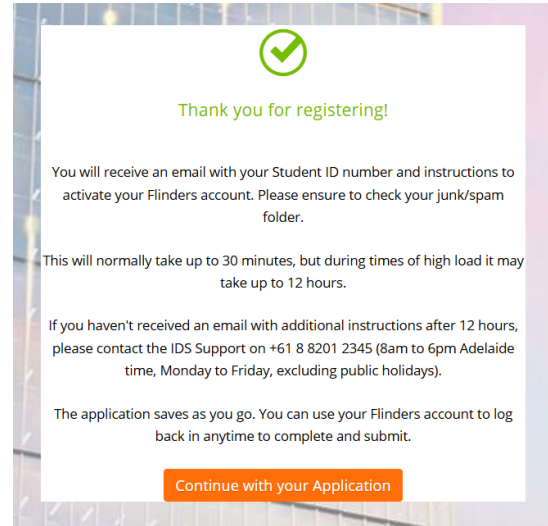 Thank you for registering!
You will receive an email with your Student ID number and instructions to
activate your Flinders account. Please ensure to check your junk/spam
folder.
This will normally take up to 30 minutes, but during times of high load it may
take up to 12 hours.
If you haven't received an email with additional instructions after 12 hours,
please contact the IDS Support on +61 8 8201 2345 (8am to 6pm Adelaide
time, Monday to Friday, excluding public holidays).
The application saves as you go. You can use your Flinders account to log
back in anytime to complete and submit.
Continue with your Application